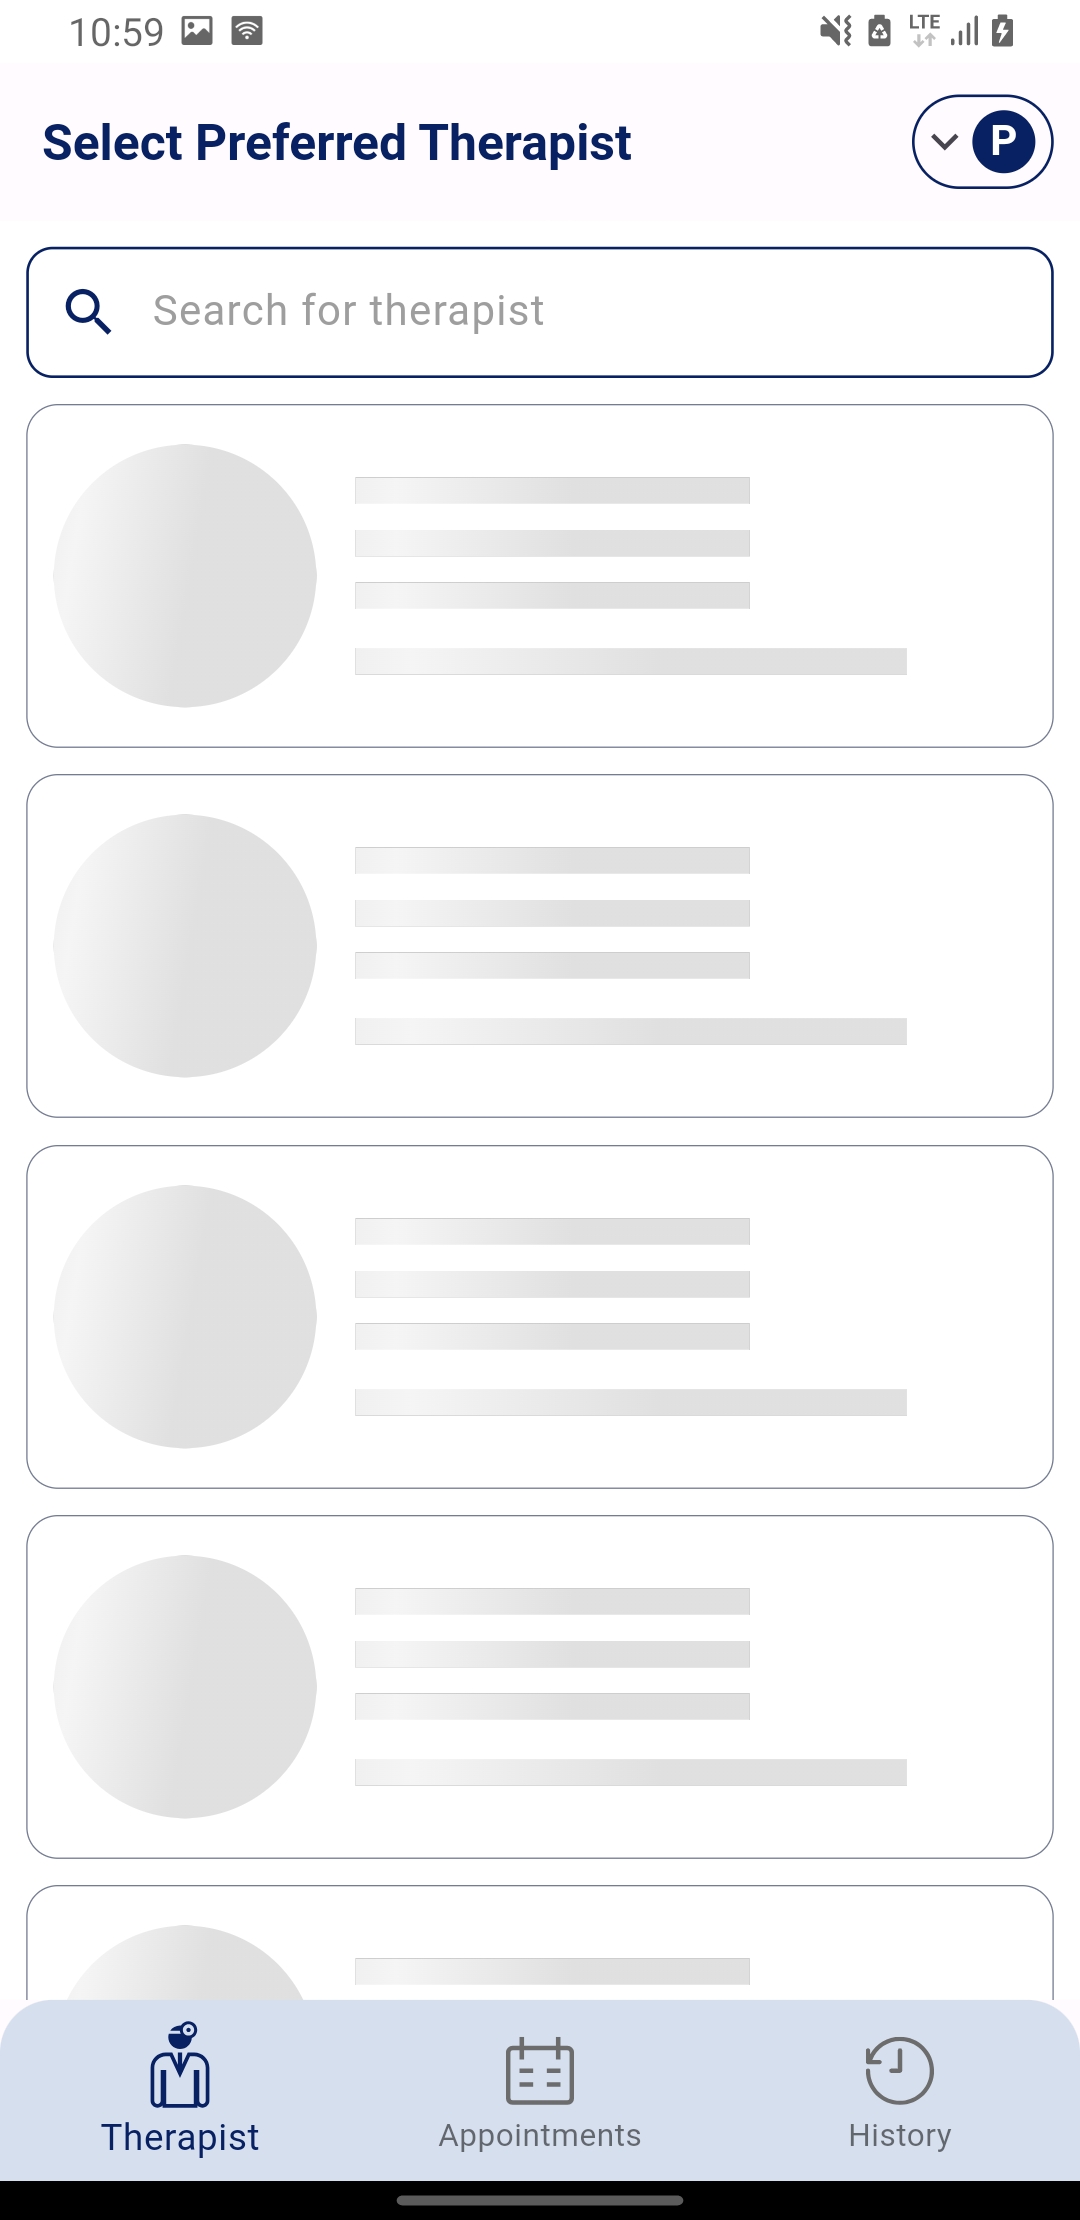 10:59
LTE
Select Preferred Therapist
P
Search for therapist
Therapist
Appointments
History